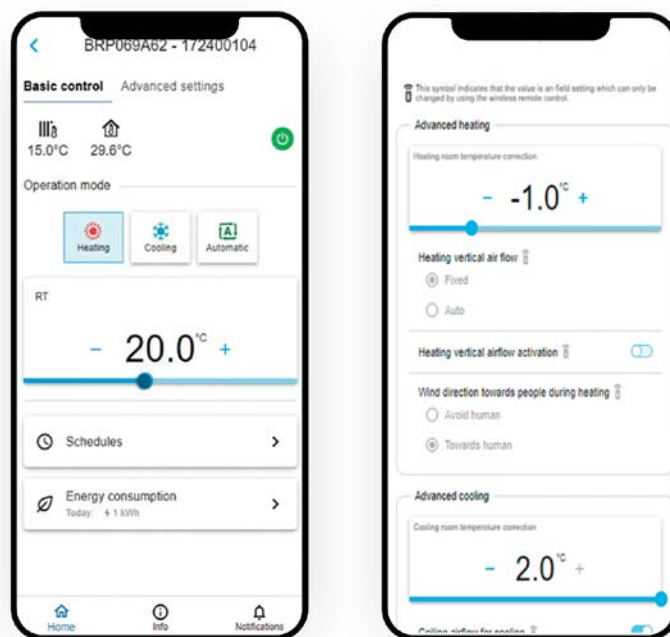 BRP069A62 - 172400104
Basic control Advanced settings
15.0°C 29.6°C
Operation mode
Heating Cooling Automatic
RT
- 20.0 °C +
Schedules
Energy consumption
Today: 1 kWh
Home Info Notifications
This symbol indicates that the value is an field setting which can only be
changed by using the wireless remote control.
Advanced heating
Heating room temperature correction
- -1.0 °C +
Heating vertical air flow
Fixed
Auto
Heating vertical airflow activation
Wind direction towards people during heating
Avoid human
Towards human
Advanced cooling
Cooling room temperature correction
- 2.0 °C +
Ceiling airflow for cooling